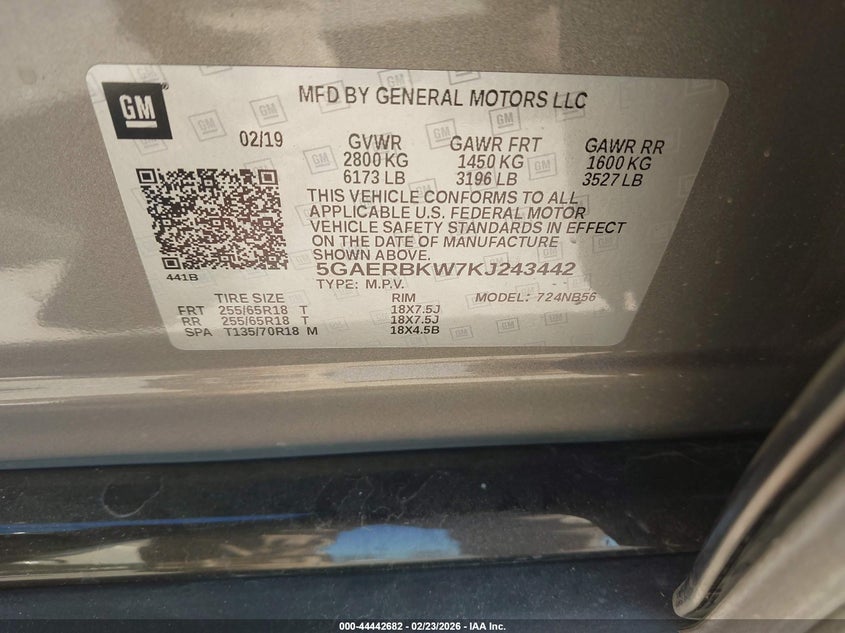 GM
MFD BY GENERAL MOTORS LLC
02/19
GVWR GAWR FRT GAWR RR
2800 KG 1450 KG 1600 KG
6173 LB 3196 LB 3527 LB
THIS VEHICLE CONFORMS TO ALL
APPLICABLE U.S. FEDERAL MOTOR
VEHICLE SAFETY STANDARDS IN EFFECT
ON THE DATE OF MANUFACTURE
SHOWN ABOVE.
441B
5GAERBKW7KJ243442
TYPE: M.P.V.
TIRE SIZE RIM MODEL: 724NB56
FRT 255/65R18 T 18X7.5J
RR 255/65R18 T 18X7.5J
SPA T135/70R18 M 18X4.5B
000-44442682 - 02/23/2026 - IAA Inc.